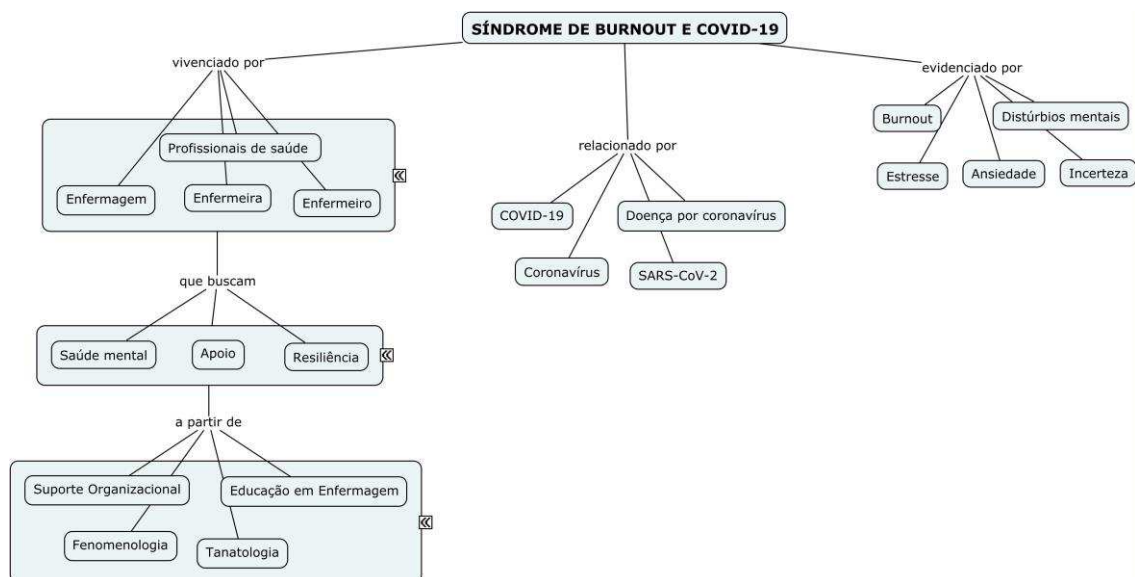 SÍNDROME DE BURNOUT E COVID-19
vivenciado por
Profissionais de saúde
Enfermagem
Enfermeira
Enfermeiro
que buscam
Saúde mental
Apoio
Resiliência
a partir de
Suporte Organizacional
Educação em Enfermagem
Fenomenologia
Tanatologia
relacionado por
COVID-19
Doença por coronavírus
Coronavírus
SARS-CoV-2
evidenciado por
Burnout
Distúrbios mentais
Estresse
Ansiedade
Incerteza